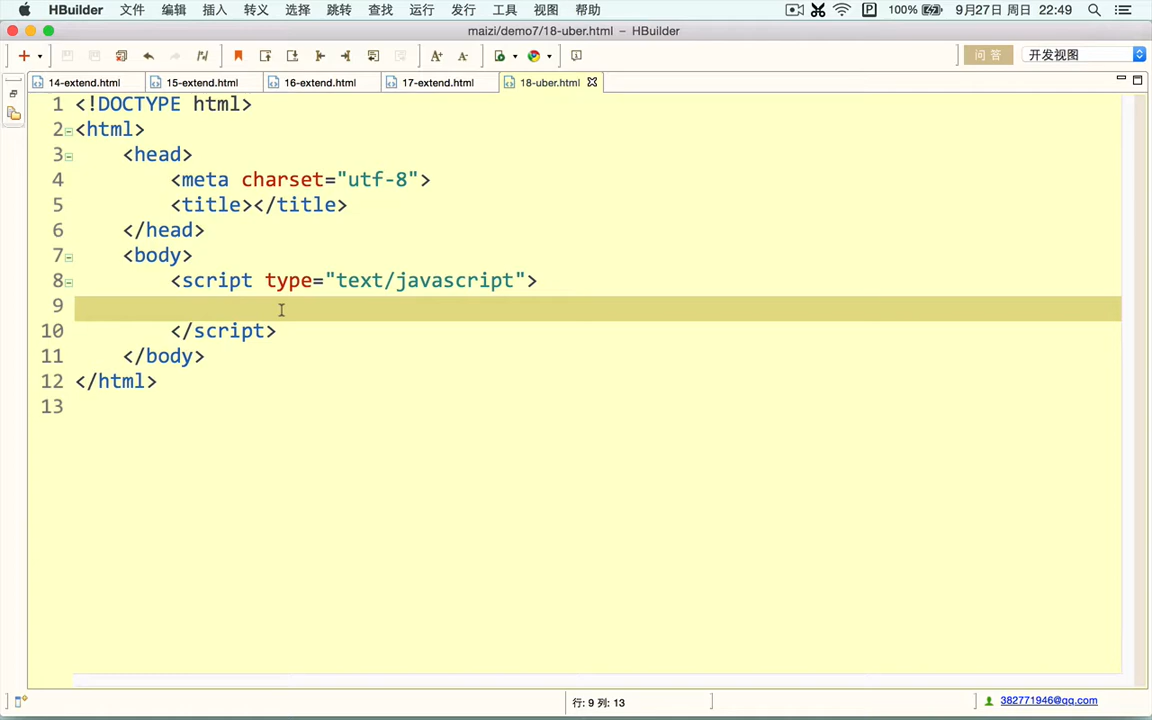 HBuilder 文件 编辑 插入 转义 选择 跳转 查找 运行 发行 工具 视图 帮助 100% 9月27日 周日 22:49
maizi/demo7/18-uber.html — HBuilder
问 答 开发视图
14-extend.html 15-extend.html 16-extend.html 17-extend.html 18-uber.html
1 <!DOCTYPE html>
2 <html>
3 <head>
4 <meta charset="utf-8">
5 <title></title>
6 </head>
7 <body>
8 <script type="text/javascript">
9
10 </script>
11 </body>
12 </html>
13
行: 9 列: 13 382771946@qq.com